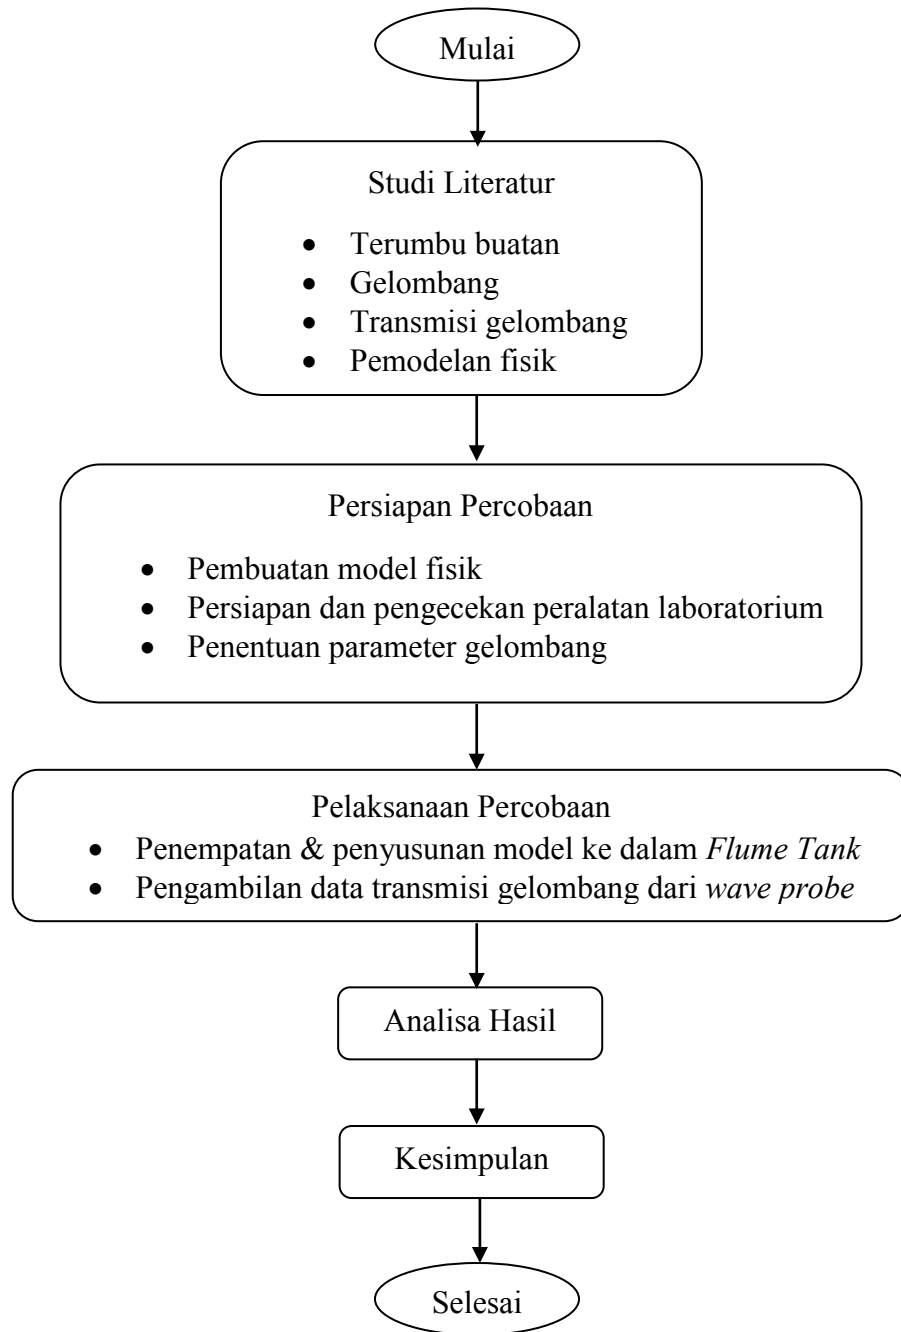 Mulai
Studi Literatur
• Terumbu buatan
• Gelombang
• Transmisi gelombang
• Pemodelan fisik
Persiapan Percobaan
• Pembuatan model fisik
• Persiapan dan pengecekan peralatan laboratorium
• Penentuan parameter gelombang
Pelaksanaan Percobaan
• Penempatan & penyusunan model ke dalam Flume Tank
• Pengambilan data transmisi gelombang dari wave probe
Analisa Hasil
Kesimpulan
Selesai